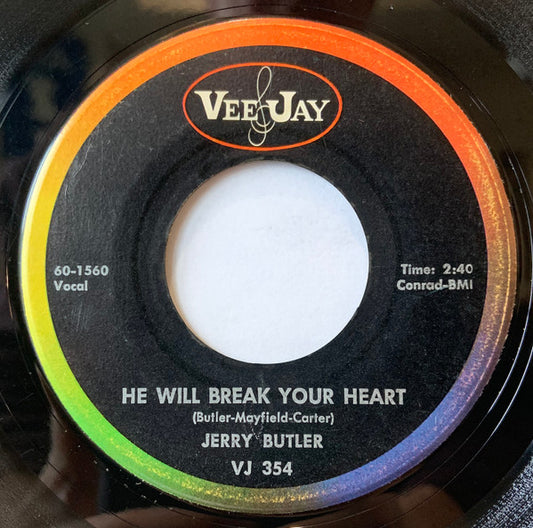 VEE JAY
60-1560
Vocal
Time: 2:40
Conrad-BMI
HE WILL BREAK YOUR HEART
(Butler-Mayfield-Carter)
JERRY BUTLER
VJ 354